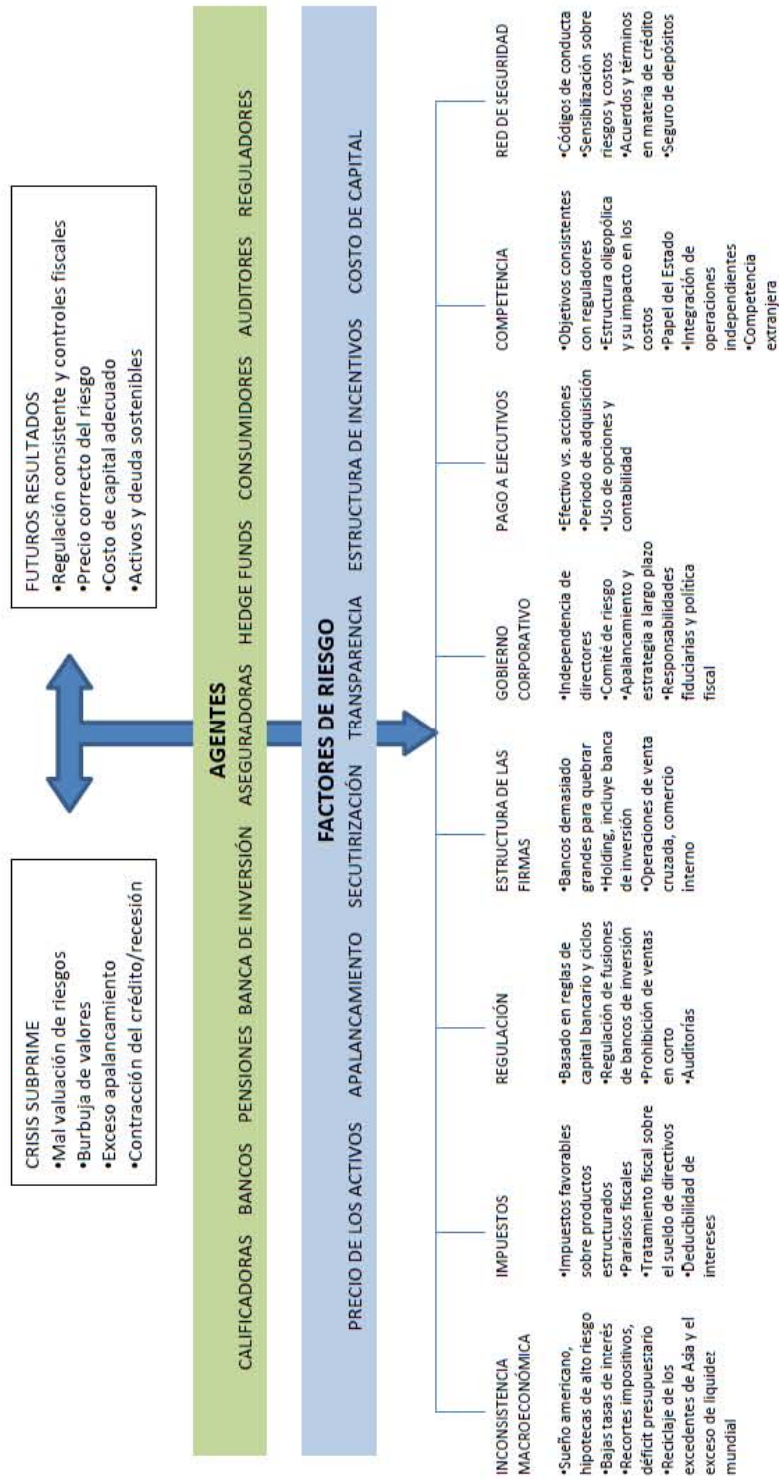 CRISIS SUBPRIME
•Mal valuación de riesgos
•Burbuja de valores
•Exceso apalancamiento
•Contracción del crédito/recesión
FUTUROS RESULTADOS
•Regulación consistente y controles fiscales
•Precio correcto del riesgo
•Costo de capital adecuado
•Activos y deuda sostenibles
AGENTES
CALIFICADORAS BANCOS PENSIONES BANCA DE INVERSIÓN ASEGURADORAS HEDGE FUNDS CONSUMIDORES AUDITORES REGULADORES
FACTORES DE RIESGO
PRECIO DE LOS ACTIVOS APALANCAMIENTO SECUTIRIZACIÓN TRANSPARENCIA ESTRUCTURA DE INCENTIVOS COSTO DE CAPITAL
INCONSISTENCIA
MACROECONÓMICA
•Sueño americano,
hipotecas de alto riesgo
•Bajas tasas de interés
•Recortes impositivos,
déficit presupuestario
•Reciclaje de los
excedentes de Asia y el
exceso de liquidez
mundial
IMPUESTOS
•Impuestos favorables
sobre productos
estructurados
•Paraísos fiscales
•Tratamiento fiscal sobre
el sueldo de directivos
•Deducibilidad de
intereses
REGULACIÓN
•Basado en reglas de
capital bancario y ciclos
•Regulación de fusiones
de bancos de inversión
•Prohibición de ventas
en corto
•Auditorías
ESTRUCTURA DE LAS
FIRMAS
•Bancos demasiado
grandes para quebrar
•Holding, incluye banca
de inversión
•Operaciones de venta
cruzada, comercio
interno
GOBIERNO
CORPORATIVO
•Independencia de
directores
•Comité de riesgo
•Apalancamiento y
estrategia a largo plazo
•Responsabilidades
fiduciarias y política
fiscal
PAGO A EJECUTIVOS
•Efectivo vs. acciones
•Periodo de adquisición
•Uso de opciones y
contabilidad
COMPETENCIA
•Objetivos consistentes
con reguladores
•Estructura oligopólica
y su impacto en los
costos
•Papel del Estado
•Integración de
operaciones
independientes
•Competencia
extranjera
RED DE SEGURIDAD
•Códigos de conducta
•Sensibilización sobre
riesgos y costos
•Acuerdos y términos
en materia de crédito
•Seguro de depósitos